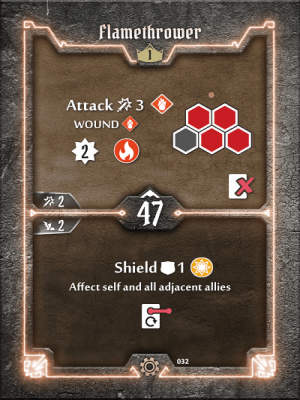 Flamethrower
1
Attack 3
WOUND
2
2
47
2
Shield 1
Affect self and all adjacent allies
032